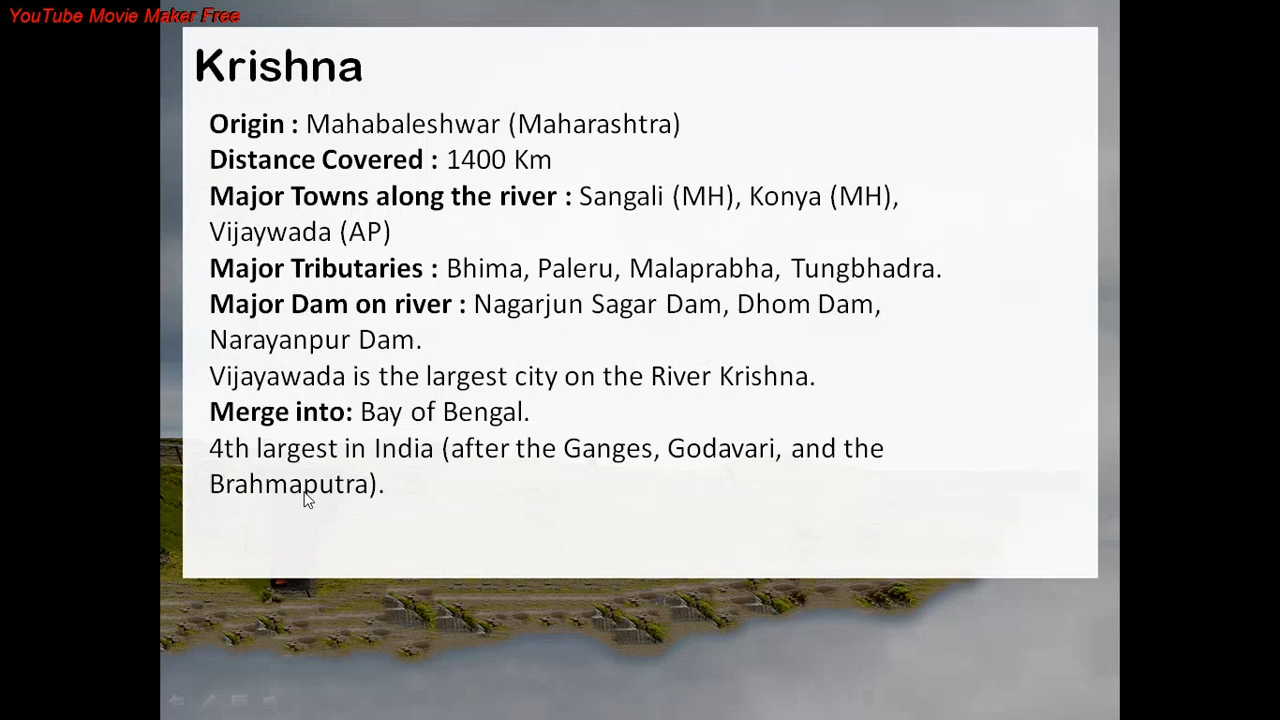 YouTube Movie Maker Free
Krishna
Origin : Mahabaleshwar (Maharashtra)
Distance Covered : 1400 Km
Major Towns along the river : Sangali (MH), Konya (MH),
Vijaywada (AP)
Major Tributaries : Bhima, Paleru, Malaprabha, Tungbhadra.
Major Dam on river : Nagarjun Sagar Dam, Dhom Dam,
Narayanpur Dam.
Vijayawada is the largest city on the River Krishna.
Merge into: Bay of Bengal.
4th largest in India (after the Ganges, Godavari, and the
Brahmaputra).